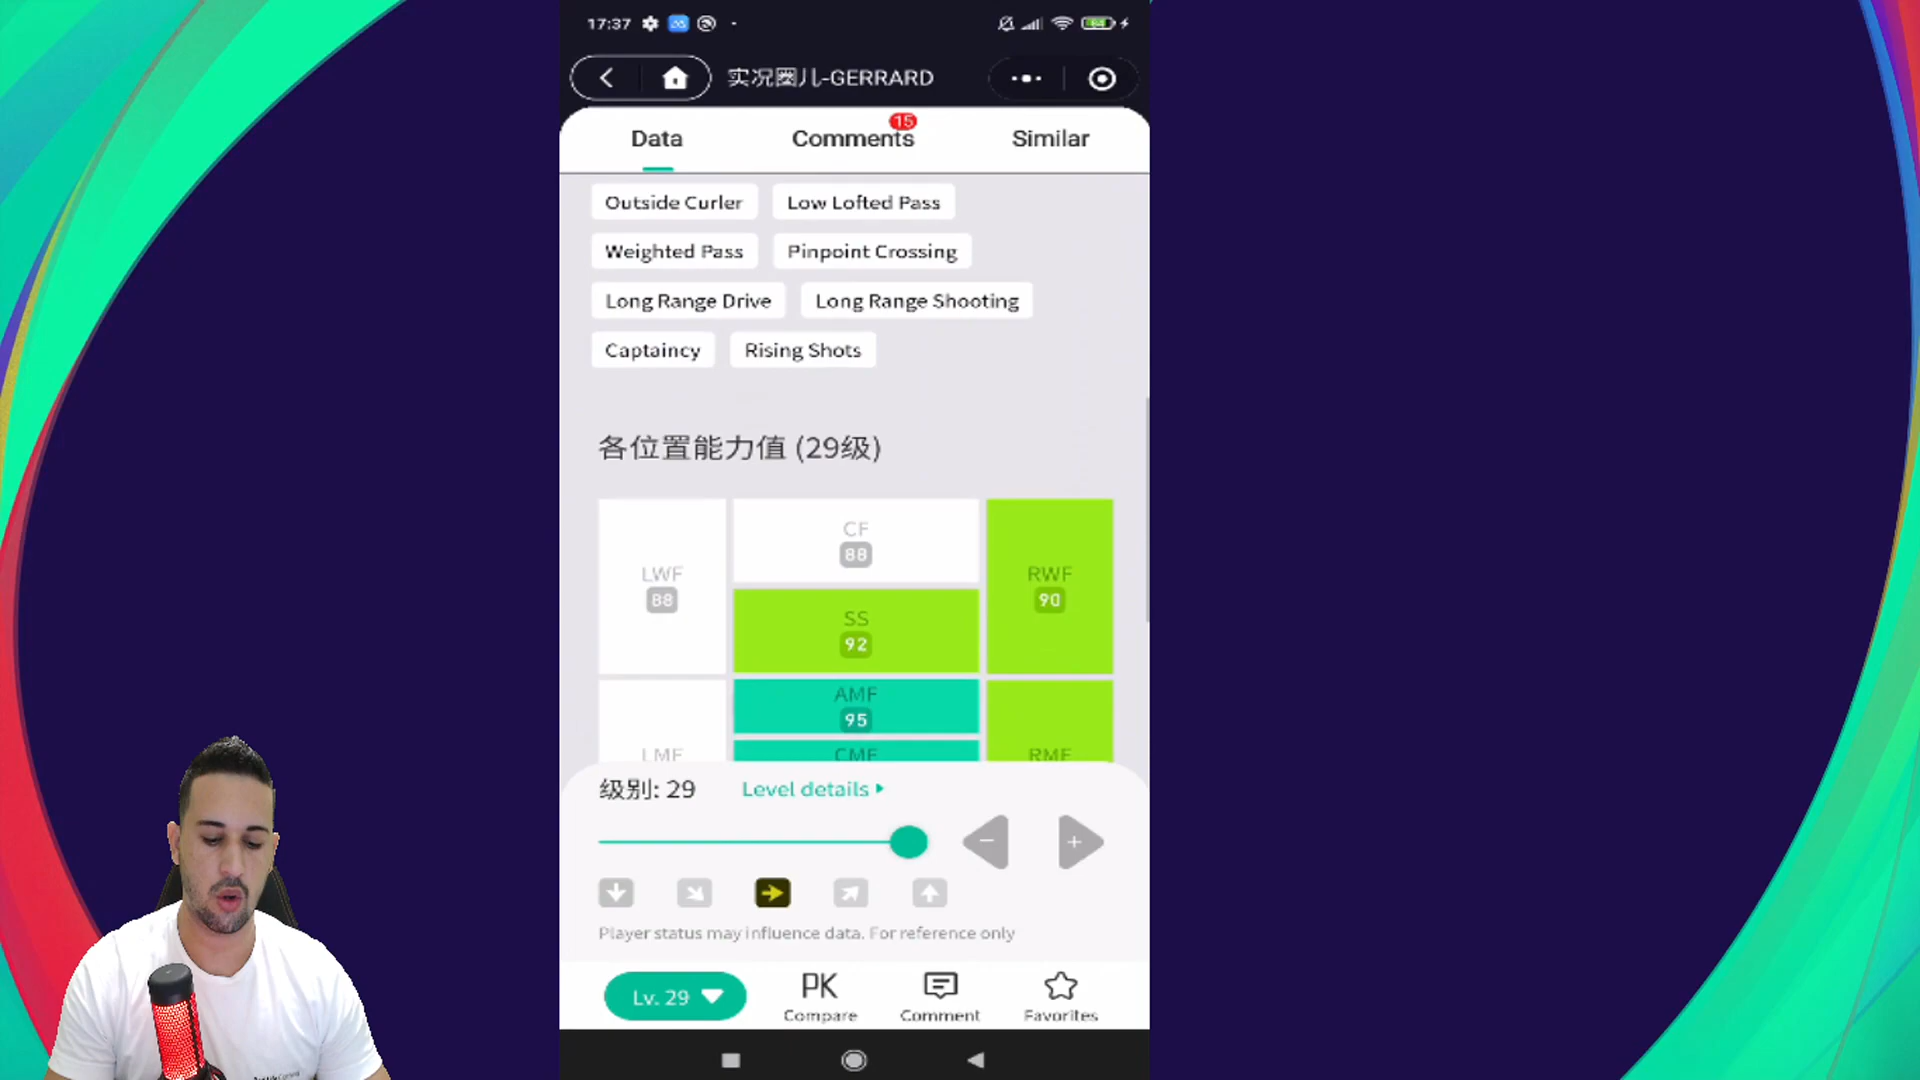 17:37
实况圈儿-GERRARD
Data
Comments
15
Similar
Outside Curler
Low Lofted Pass
Weighted Pass
Pinpoint Crossing
Long Range Drive
Long Range Shooting
Captaincy
Rising Shots
各位置能力值 (29级)
LWF
88
CF
88
SS
92
RWF
90
AMF
95
LMF
CMF
RMF
级别: 29
Level details
Player status may influence data. For reference only
Lv. 29
PK
Compare
Comment
Favorites